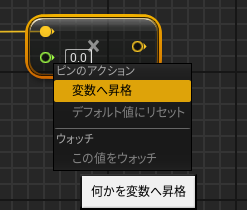 ×
0.0
ピンのアクション
変数へ昇格
デフォルト値にリセット
ウォッチ
この値をウォッチ
何かを変数へ昇格